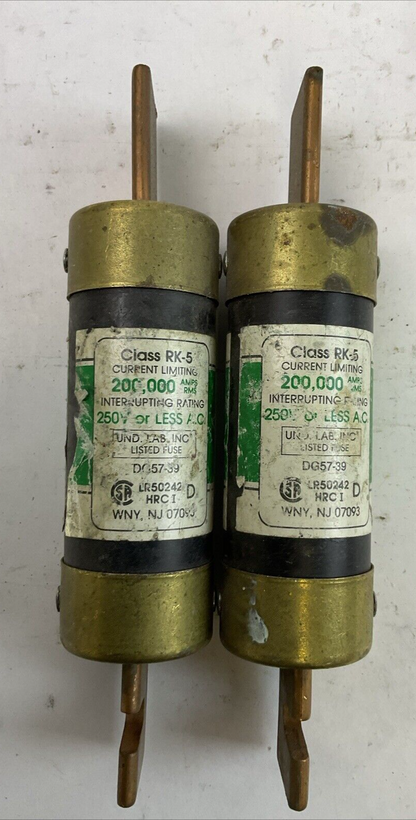 Class RK-5
CURRENT LIMITING
200,000 AMPS RMS
INTERRUPTING RATING
250V or LESS A.C.
UND. LAB. INC
LISTED FUSE
DG57-39
SA LR50242 D
HRC I
WNY, NJ 07093
Class RK-5
CURRENT LIMITING
200,000 AMPS RMS
INTERRUPTING RATING
250V or LESS A.C.
UND. LAB. INC
LISTED FUSE
DG57-39
SA LR50242 D
HRC I
WNY, NJ 07093